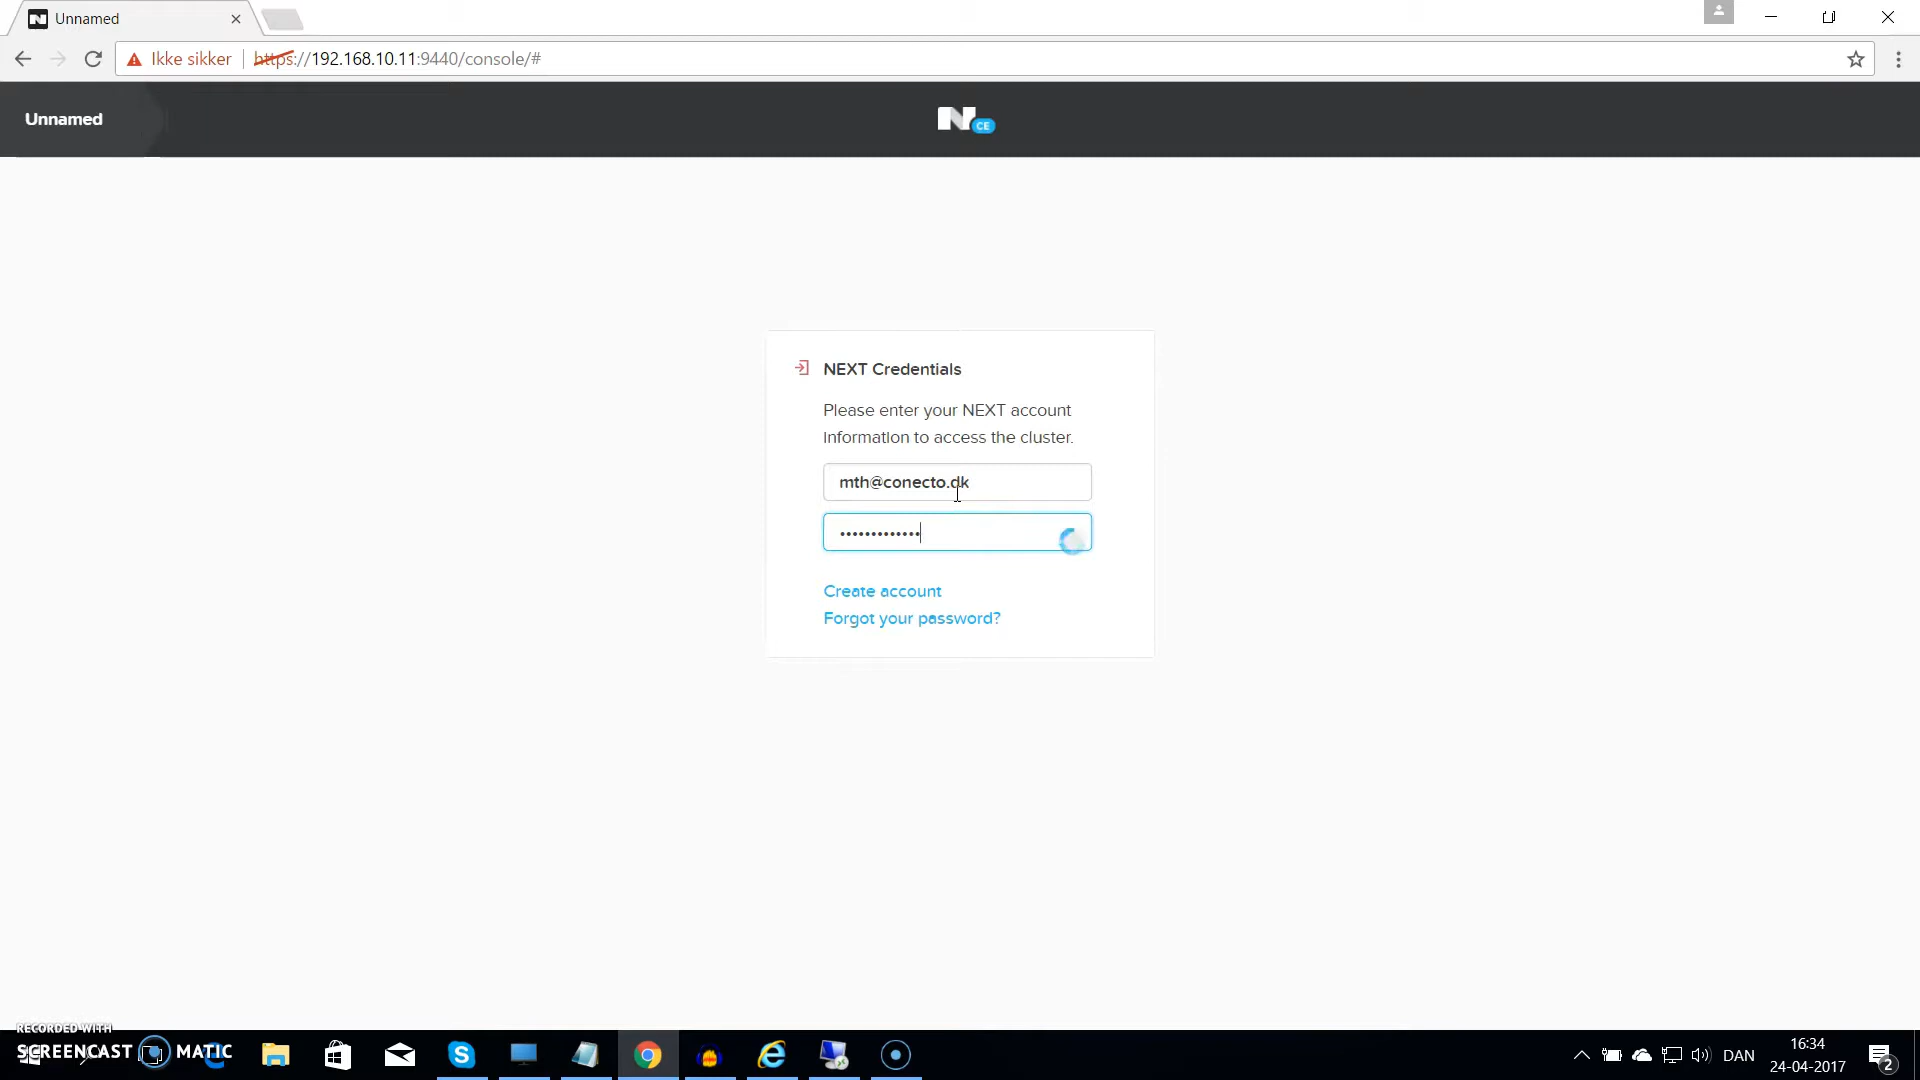 Unnamed
Ikke sikker https://192.168.10.11:9440/console/#
Unnamed
N CE
NEXT Credentials
Please enter your NEXT account
information to access the cluster.
mth@conecto.dk
•••••••••••••
Create account
Forgot your password?
RECORDED WITH
SCREENCAST MATIC
DAN
16:34
24-04-2017
2